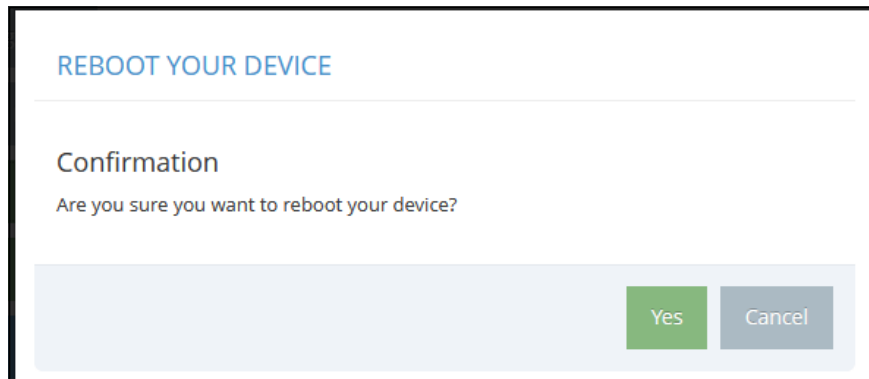 REBOOT YOUR DEVICE
Confirmation
Are you sure you want to reboot your device?
Yes Cancel